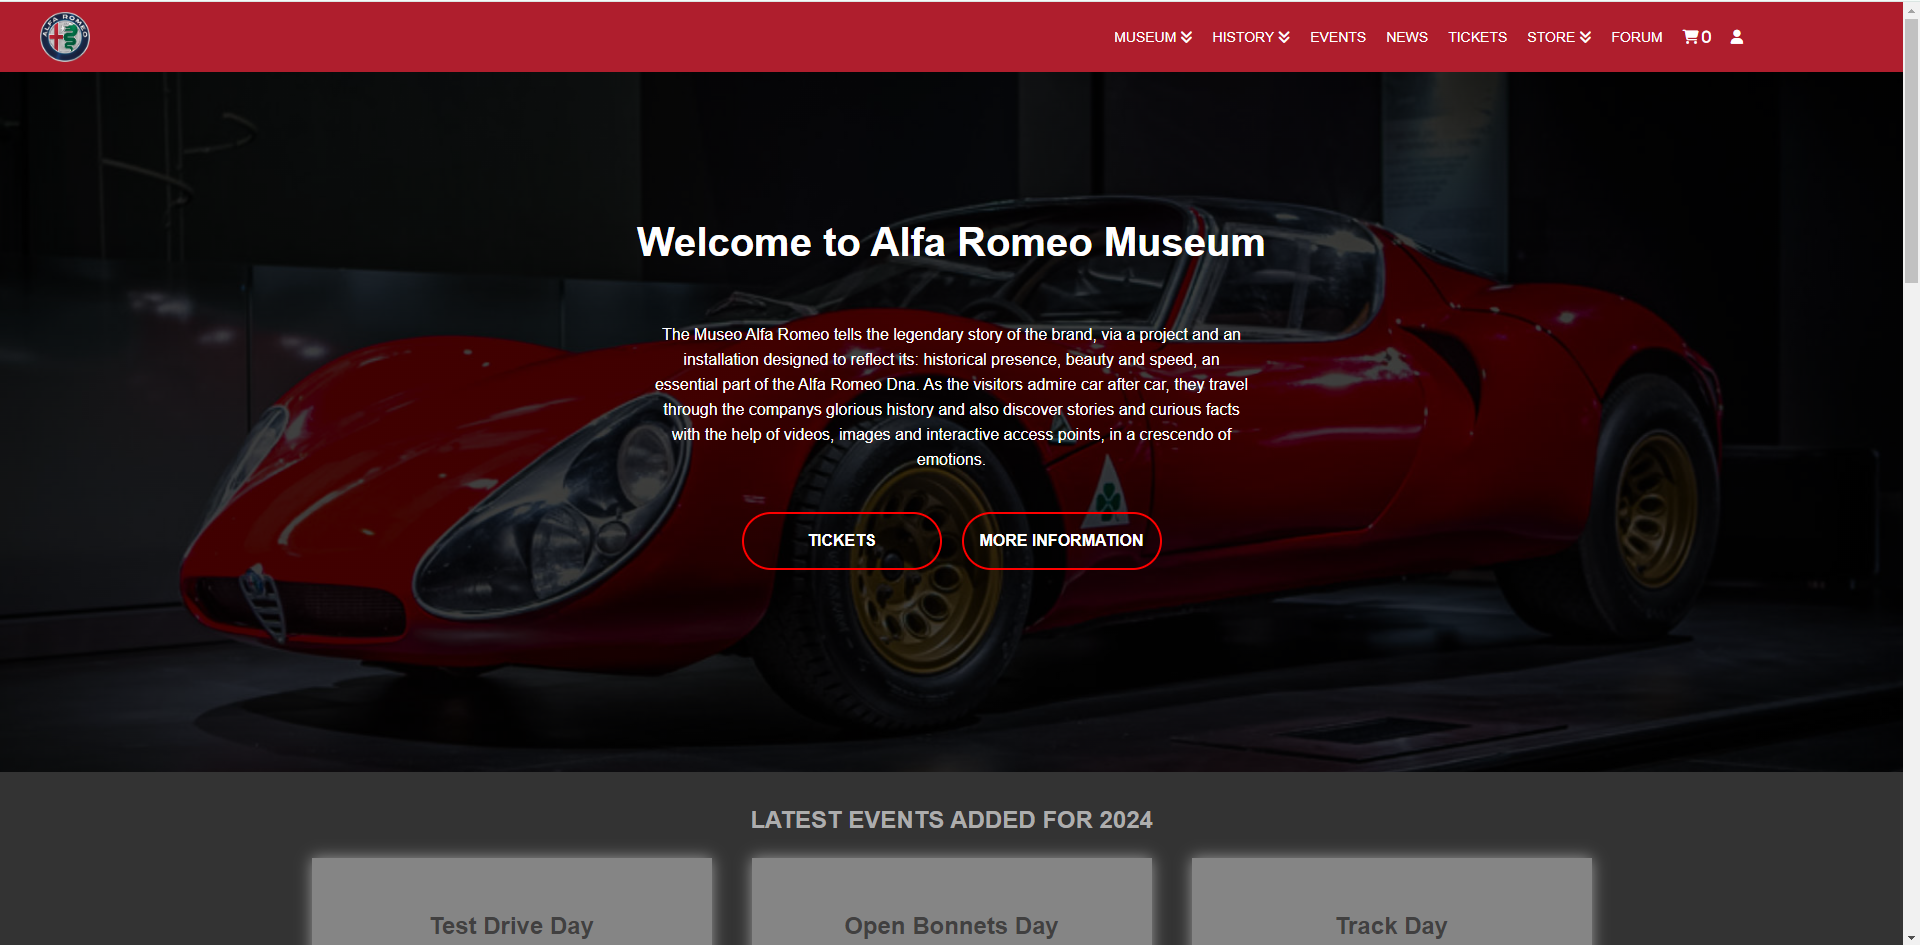 ALFA ROMEO
MUSEUM HISTORY EVENTS NEWS TICKETS STORE FORUM 0
Welcome to Alfa Romeo Museum
The Museo Alfa Romeo tells the legendary story of the brand, via a project and an
installation designed to reflect its: historical presence, beauty and speed, an
essential part of the Alfa Romeo Dna. As the visitors admire car after car, they travel
through the companys glorious history and also discover stories and curious facts
with the help of videos, images and interactive access points, in a crescendo of
emotions.
TICKETS MORE INFORMATION
LATEST EVENTS ADDED FOR 2024
Test Drive Day Open Bonnets Day Track Day